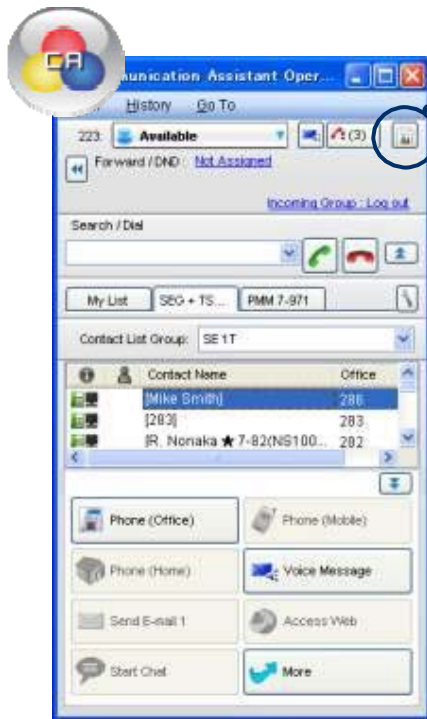 CA
munication Assistant Oper...
History Go To
223: Available (3)
Forward / DND : Not Assigned
Incoming Group : Log out
Search / Dial
My List SEG + TS... PMM 7-971
Contact List Group: SE 1T
Contact Name Office
[Mike Smith] 286
[283] 283
[R. Nonaka ★ 7-82(NS100... 282
Phone (Office) Phone (Mobile)
Phone (Home) Voice Message
Send E-mail 1 Access Web
Start Chat More